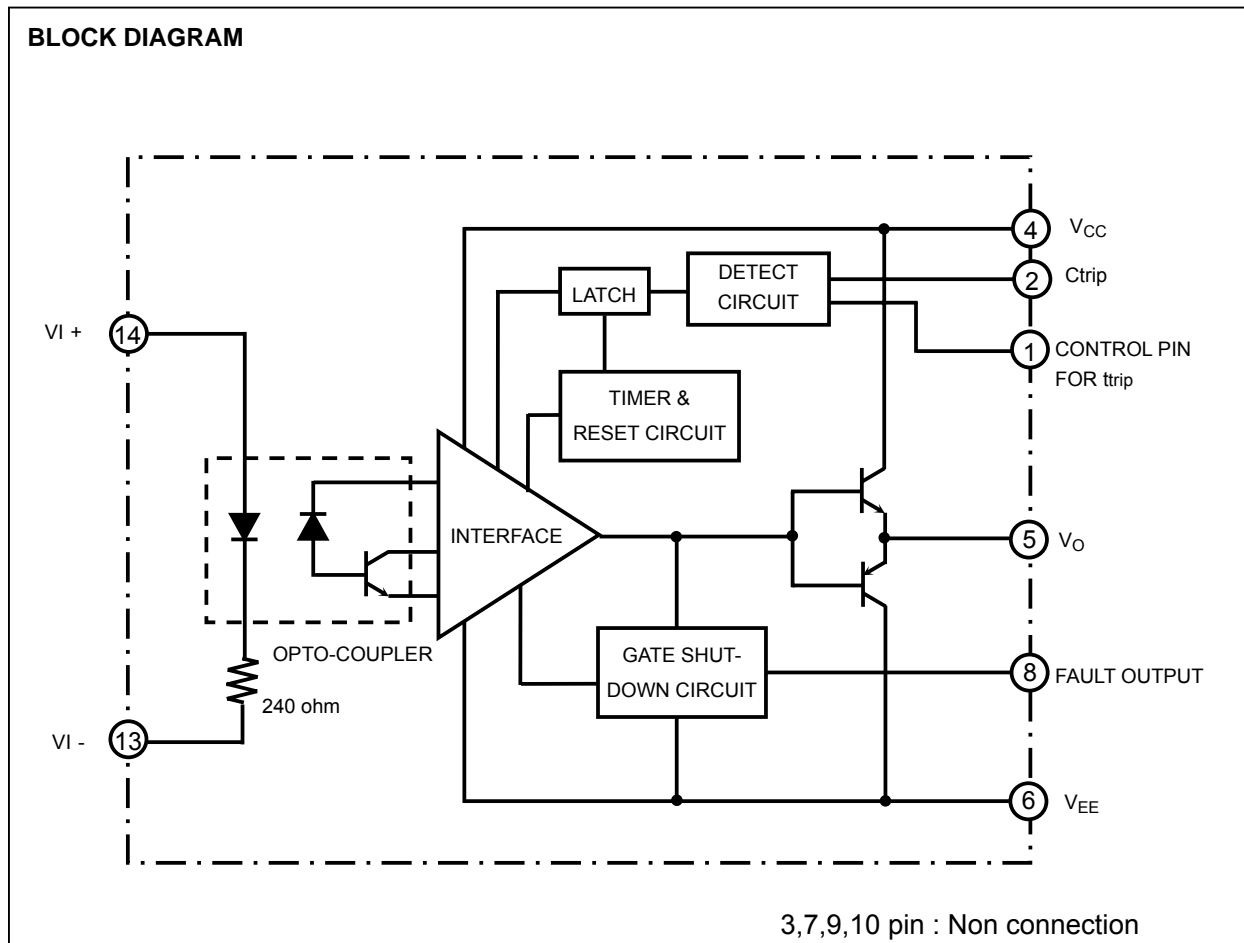 BLOCK DIAGRAM
4
VCC
2
Ctrip
DETECT
CIRCUIT
LATCH
VI +
14
1
CONTROL PIN
FOR ttrip
TIMER &
RESET CIRCUIT
INTERFACE
5
VO
OPTO-COUPLER
GATE SHUT-
DOWN CIRCUIT
8
FAULT OUTPUT
240 ohm
VI -
13
6
VEE
3,7,9,10 pin : Non connection